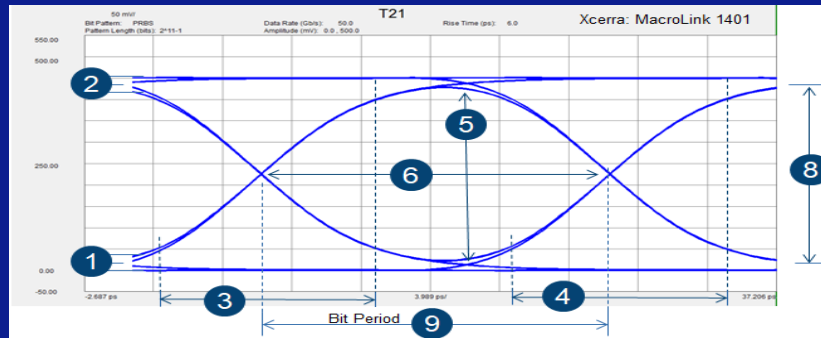 50 mV/
T21
Bit Pattern: PRBS Data Rate (Gb/s): 50.0 Rise Time (ps): 6.0 Xcerra: MacroLink 1401
Pattern Length (bits): 2^11-1 Amplitude (mV): 0.0 , 500.0
550.00
500.00
2
5
8
250.00
6
1
0.00
-50.00
-2.687 ps 3.989 ps/ 37.206 ps
3
4
Bit Period
9